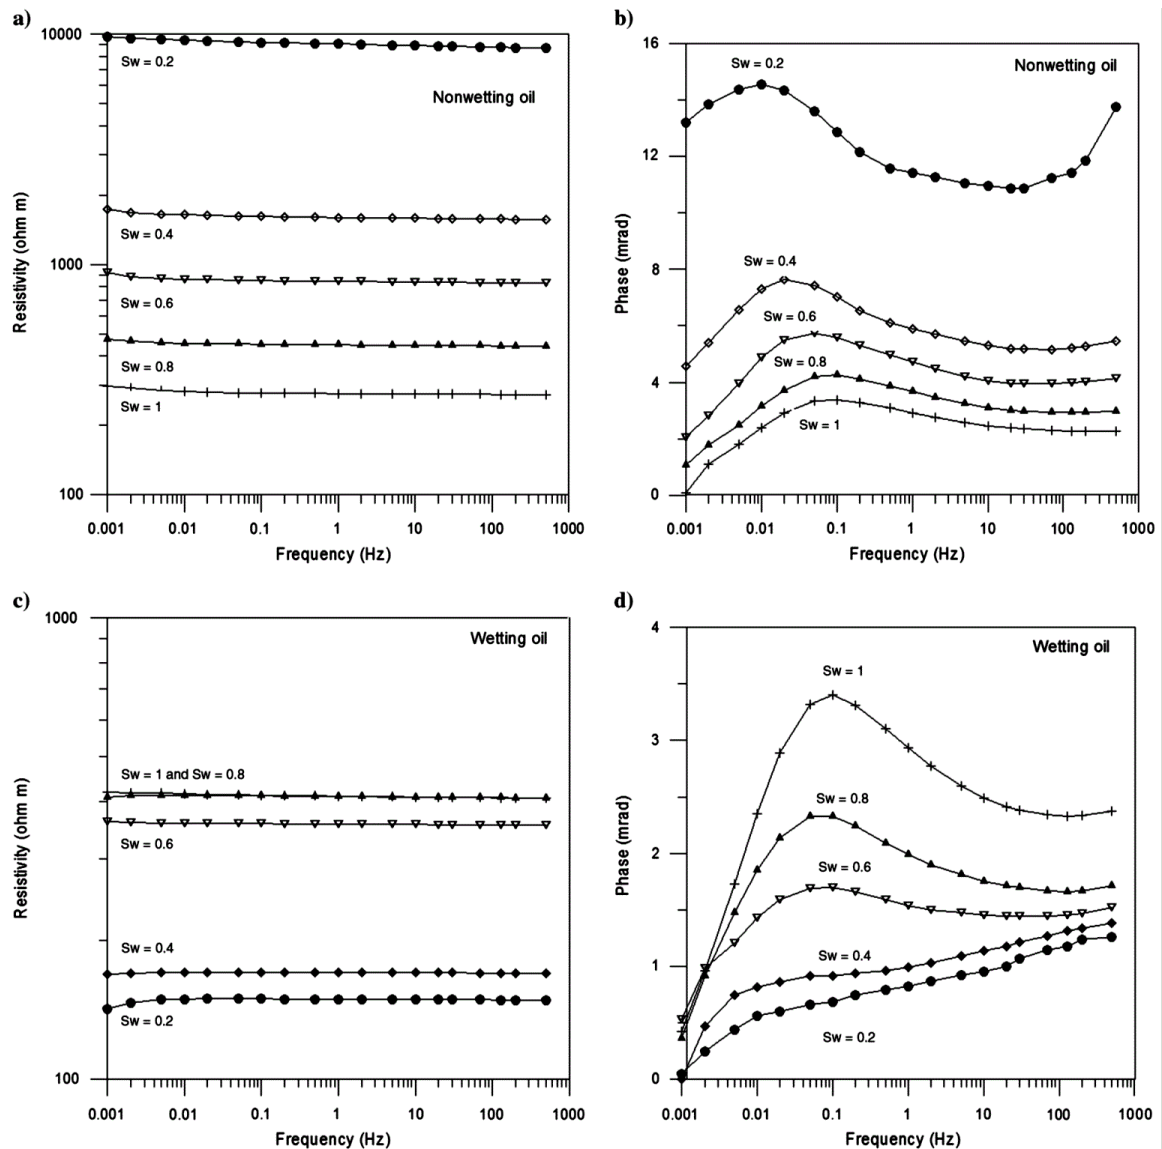 a)
10000
1000
100
Resistivity (ohm m)
Sw = 0.2
Nonwetting oil
Sw = 0.4
Sw = 0.6
Sw = 0.8
Sw = 1
0.001 0.01 0.1 1 10 100 1000
Frequency (Hz)
b)
16
12
8
4
0
Phase (mrad)
Sw = 0.2
Nonwetting oil
Sw = 0.4
Sw = 0.6
Sw = 0.8
Sw = 1
0.001 0.01 0.1 1 10 100 1000
Frequency (Hz)
c)
1000
100
Resistivity (ohm m)
Wetting oil
Sw = 1 and Sw = 0.8
Sw = 0.6
Sw = 0.4
Sw = 0.2
0.001 0.01 0.1 1 10 100 1000
Frequency (Hz)
d)
4
3
2
1
0
Phase (mrad)
Wetting oil
Sw = 1
Sw = 0.8
Sw = 0.6
Sw = 0.4
Sw = 0.2
0.001 0.01 0.1 1 10 100 1000
Frequency (Hz)